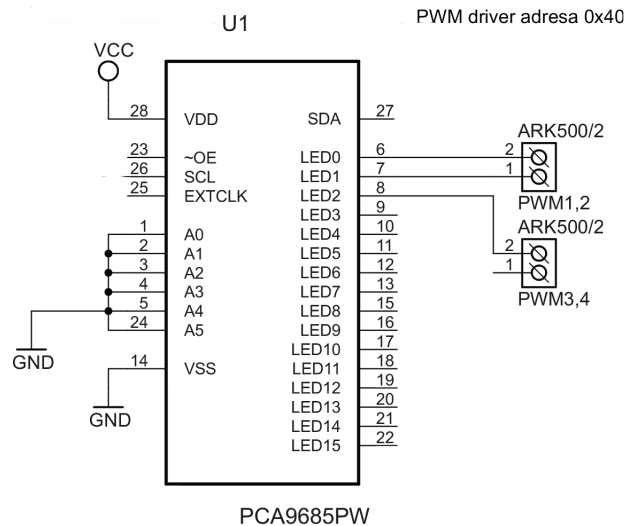 PWM driver adresa 0x40
U1
VCC
28 VDD SDA 27
ARK500/2
23 ~OE LED0 6 2
26 SCL LED1 7 1
25 EXTCLK LED2 8
PWM1,2
LED3 9
ARK500/2
1 A0 LED4 10
2 A1 LED5 11 2
3 A2 LED6 12 1
4 A3 LED7 13
PWM3,4
5 A4 LED8 15
24 A5 LED9 16
LED10 17
GND
14 VSS LED11 18
LED12 19
LED13 20
GND
LED14 21
LED15 22
PCA9685PW